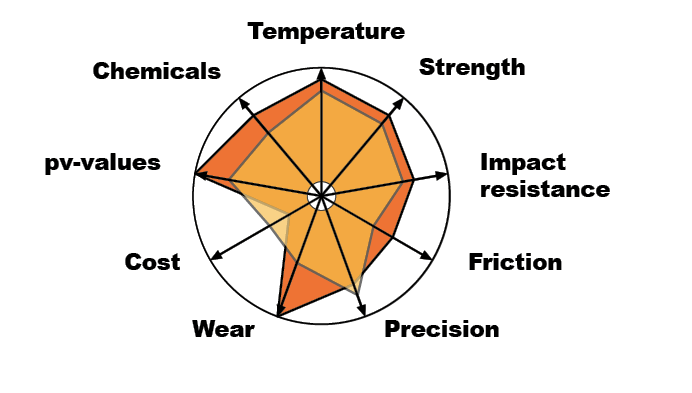 Temperature
Chemicals
Strength
pv-values
Impact
resistance
Cost
Friction
Wear
Precision